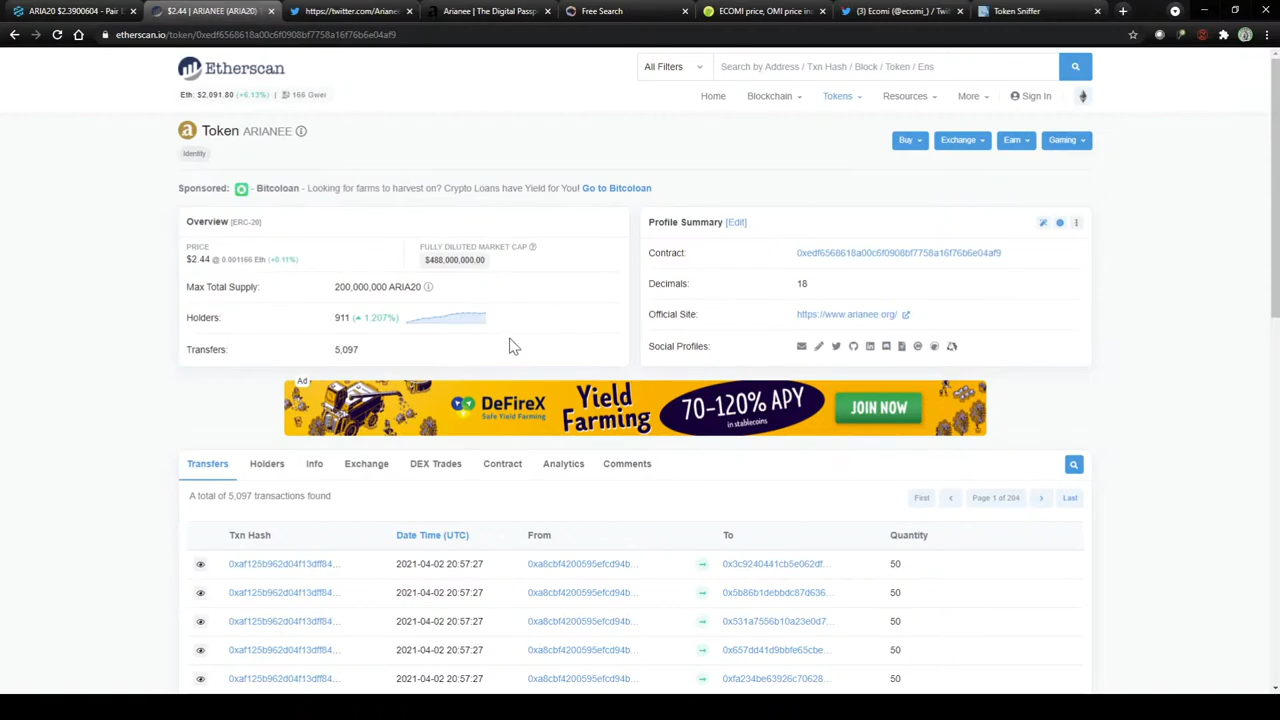 ARIA20 $2.3900604 - Pair E
$2.44 | ARIANEE (ARIA20)
https://twitter.com/Ariane
Arianee | The Digital Passp
Free Search
ECOMI price, OMI price inc
(3) Ecomi (@ecomi_) / Twit
Token Sniffer
etherscan.io/token/0xedf6568618a00c6f0908bf7758a16f76b6e04af9
Etherscan
All Filters
Search by Address / Txn Hash / Block / Token / Ens
Eth: $2,091.80 (+6.13%) | 166 Gwei
Home
Blockchain
Tokens
Resources
More
Sign In
Token ARIANEE
Buy
Exchange
Earn
Gaming
Identity
Sponsored: - Bitcoloan - Looking for farms to harvest on? Crypto Loans have Yield for You! Go to Bitcoloan
Overview [ERC-20]
PRICE
$2.44 @ 0.001166 Eth (+0.11%)
FULLY DILUTED MARKET CAP
$488,000,000.00
Max Total Supply:
200,000,000 ARIA20
Holders:
911 (1.207%)
Transfers:
5,097
Profile Summary [Edit]
Contract:
0xedf6568618a00c6f0908bf7758a16f76b6e04af9
Decimals:
18
Official Site:
https://www.arianee.org/
Social Profiles:
Ad
DeFireX
Safe Yield Farming
Yield
Farming
70-120% APY
in stablecoins
JOIN NOW
Transfers
Holders
Info
Exchange
DEX Trades
Contract
Analytics
Comments
A total of 5,097 transactions found
First
Page 1 of 204
Last
Txn Hash
Date Time (UTC)
From
To
Quantity
0xaf125b962d04f13dff84... 2021-04-02 20:57:27 0xa8cbf4200595efcd94b... 0x3c9240441cb5e062df... 50
0xaf125b962d04f13dff84... 2021-04-02 20:57:27 0xa8cbf4200595efcd94b... 0x5b86b1debbdc87d636... 50
0xaf125b962d04f13dff84... 2021-04-02 20:57:27 0xa8cbf4200595efcd94b... 0x531a7556b10a23e0d7... 50
0xaf125b962d04f13dff84... 2021-04-02 20:57:27 0xa8cbf4200595efcd94b... 0x657dd41d9bbfe65cbe... 50
0xaf125b962d04f13dff84... 2021-04-02 20:57:27 0xa8cbf4200595efcd94b... 0xfa234be63926c70628... 50